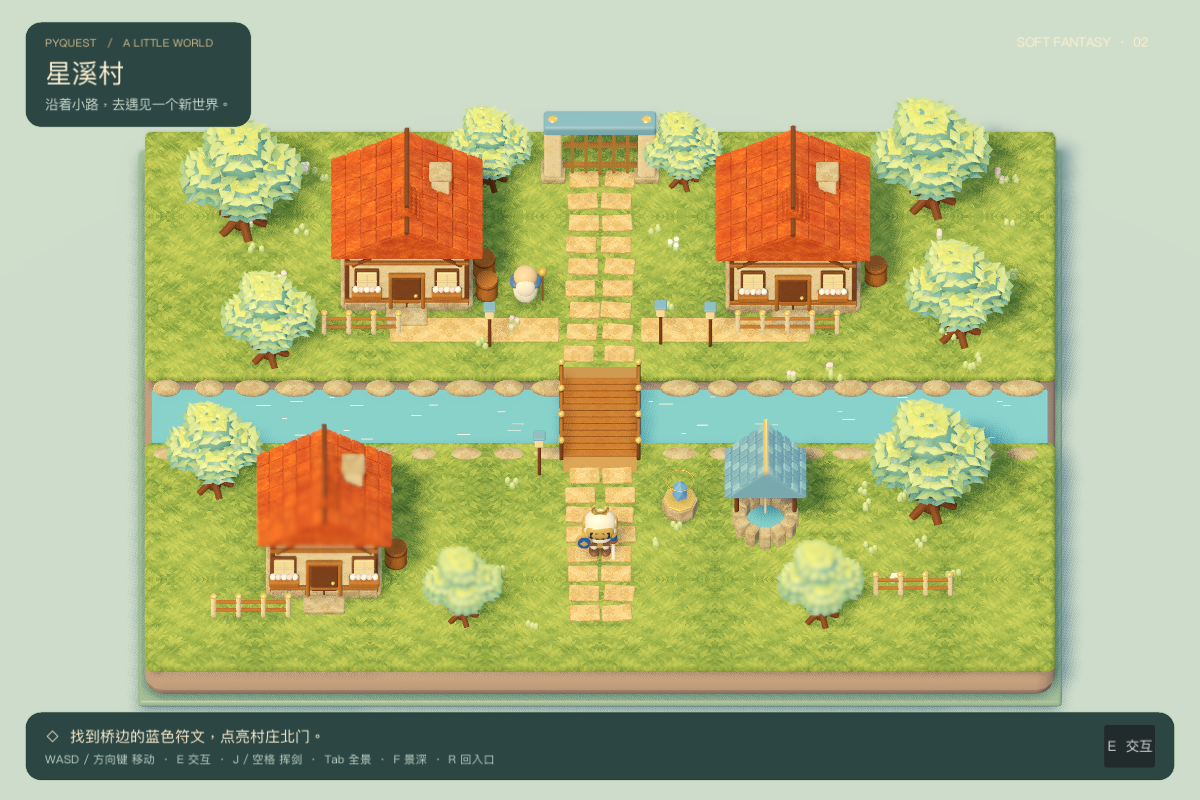 PYQUEST / A LITTLE WORLD
星溪村
沿着小路，去遇见一个新世界。
SOFT FANTASY · 02
◇ 找到桥边的蓝色符文，点亮村庄北门。
WASD / 方向键 移动 · E 交互 · J / 空格 挥剑 · Tab 全景 · F 景深 · R 回入口
E 交互